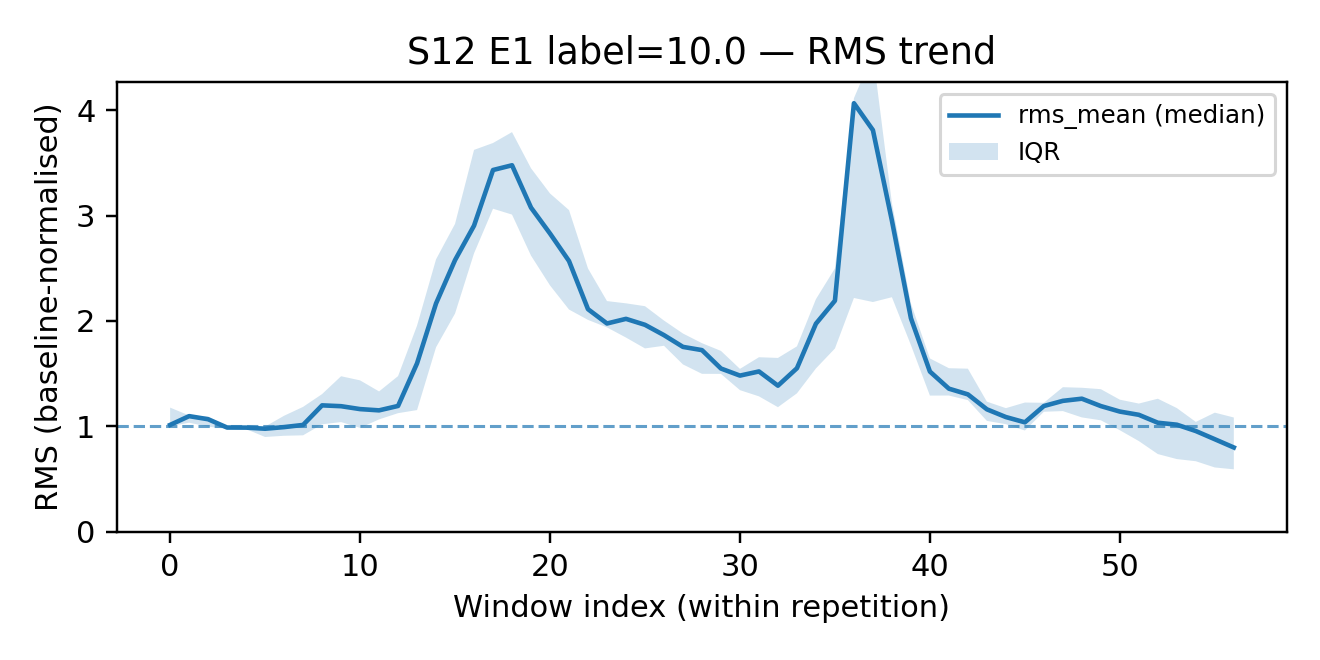 S12 E1 label=10.0 — RMS trend
RMS (baseline-normalised)
4
3
2
1
0
rms_mean (median)
IQR
0 10 20 30 40 50
Window index (within repetition)